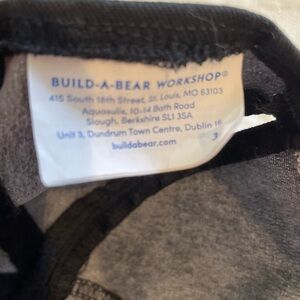 BUILD-A-BEAR WORKSHOP®
415 South 18th Street, St. Louis, MO 63103
Aquasulis, 10-14 Bath Road
Slough, Berkshire SL1 3SA
Unit 3, Dundrum Town Centre, Dublin 16
buildabear.com
3